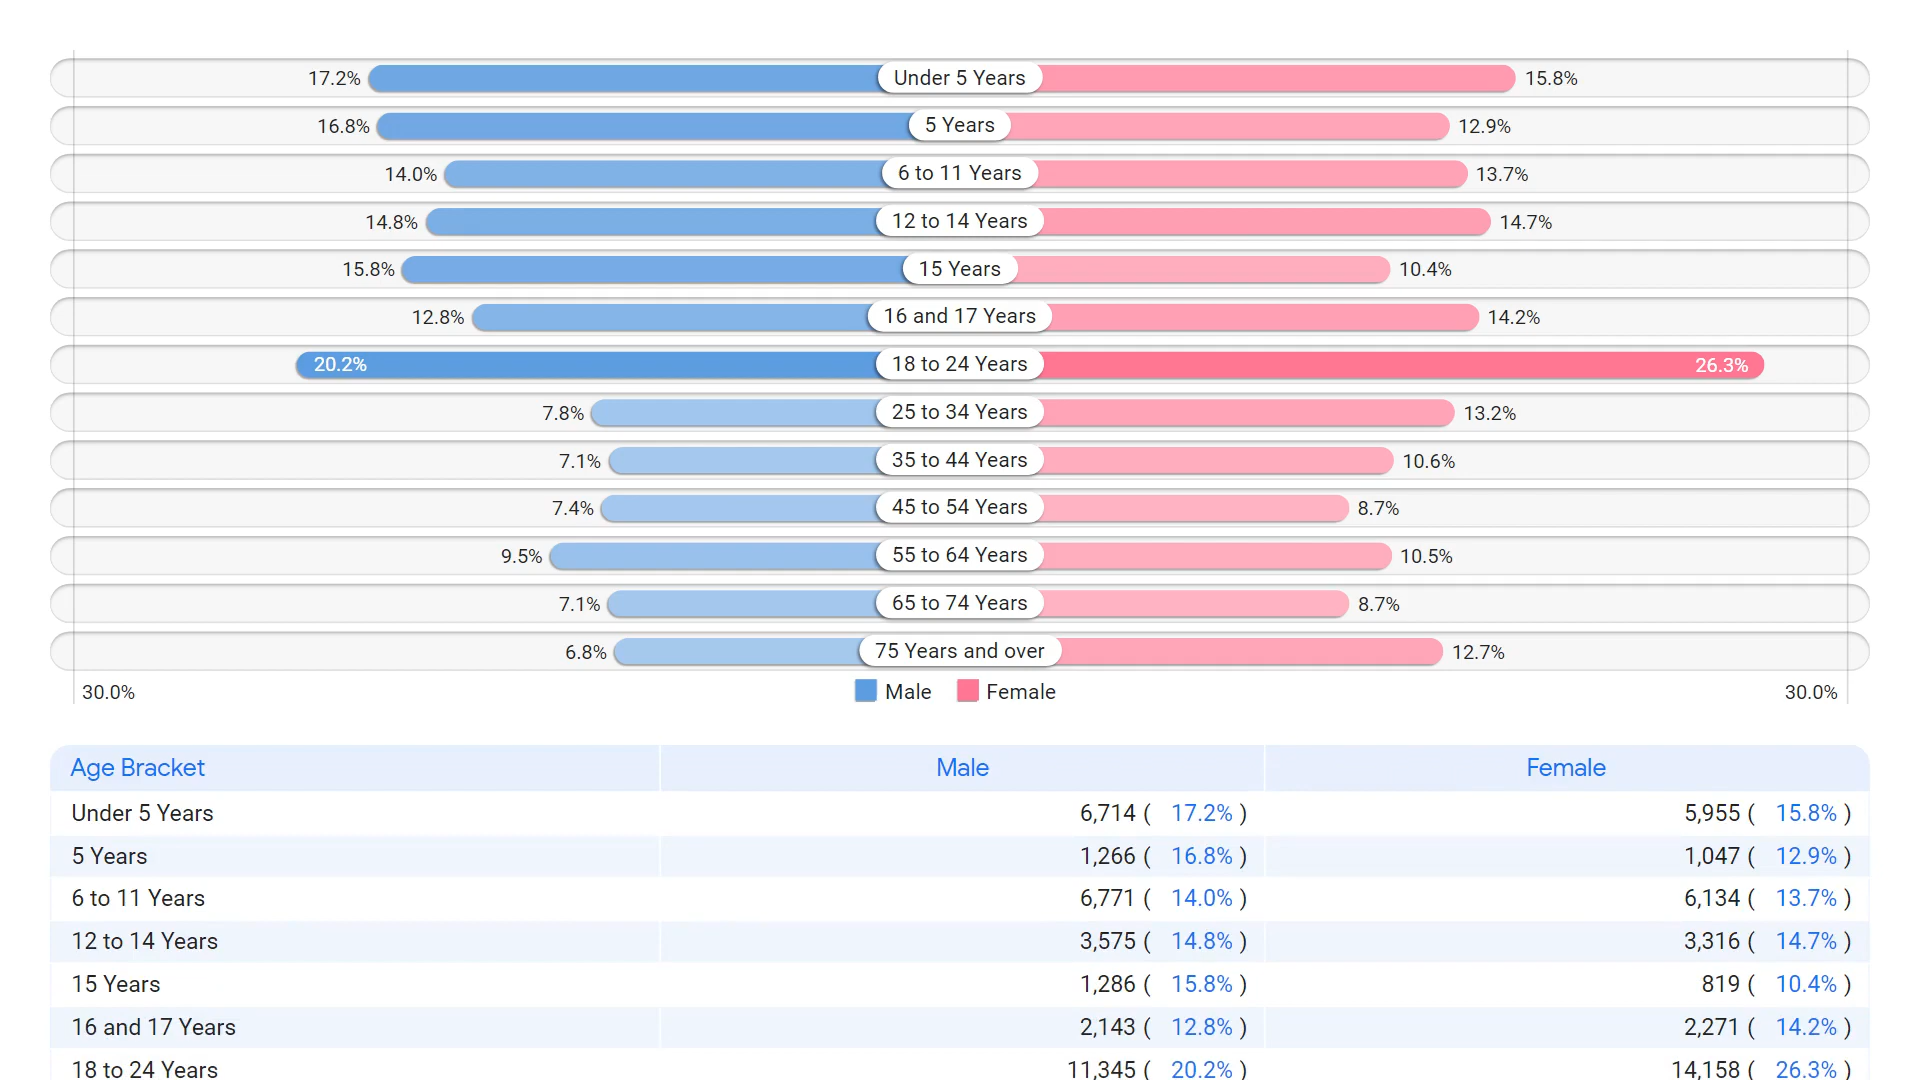 17.2% Under 5 Years 15.8%
16.8% 5 Years 12.9%
14.0% 6 to 11 Years 13.7%
14.8% 12 to 14 Years 14.7%
15.8% 15 Years 10.4%
12.8% 16 and 17 Years 14.2%
20.2% 18 to 24 Years 26.3%
7.8% 25 to 34 Years 13.2%
7.1% 35 to 44 Years 10.6%
7.4% 45 to 54 Years 8.7%
9.5% 55 to 64 Years 10.5%
7.1% 65 to 74 Years 8.7%
6.8% 75 Years and over 12.7%
30.0% Male Female 30.0%
Age Bracket Male Female
Under 5 Years 6,714 ( 17.2% ) 5,955 ( 15.8% )
5 Years 1,266 ( 16.8% ) 1,047 ( 12.9% )
6 to 11 Years 6,771 ( 14.0% ) 6,134 ( 13.7% )
12 to 14 Years 3,575 ( 14.8% ) 3,316 ( 14.7% )
15 Years 1,286 ( 15.8% ) 819 ( 10.4% )
16 and 17 Years 2,143 ( 12.8% ) 2,271 ( 14.2% )
18 to 24 Years 11,345 ( 20.2% ) 14,158 ( 26.3% )